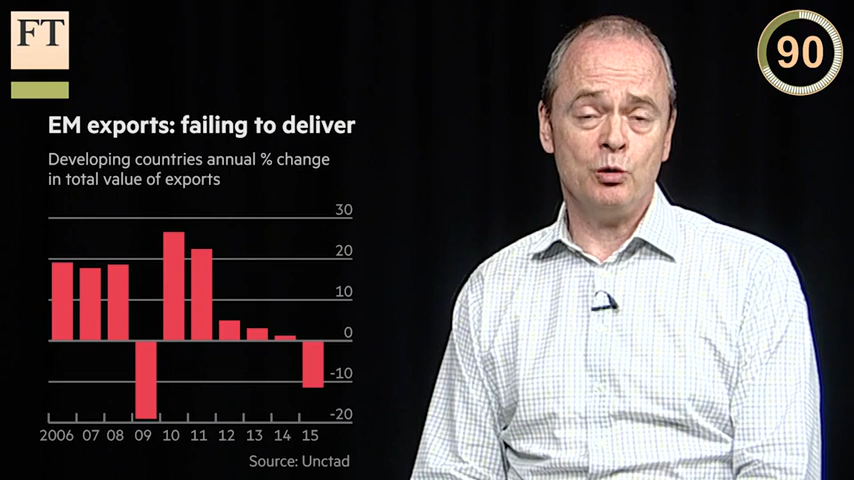 FT
90
EM exports: failing to deliver
Developing countries annual % change
in total value of exports
30
20
10
0
-10
-20
2006 07 08 09 10 11 12 13 14 15
Source: Unctad